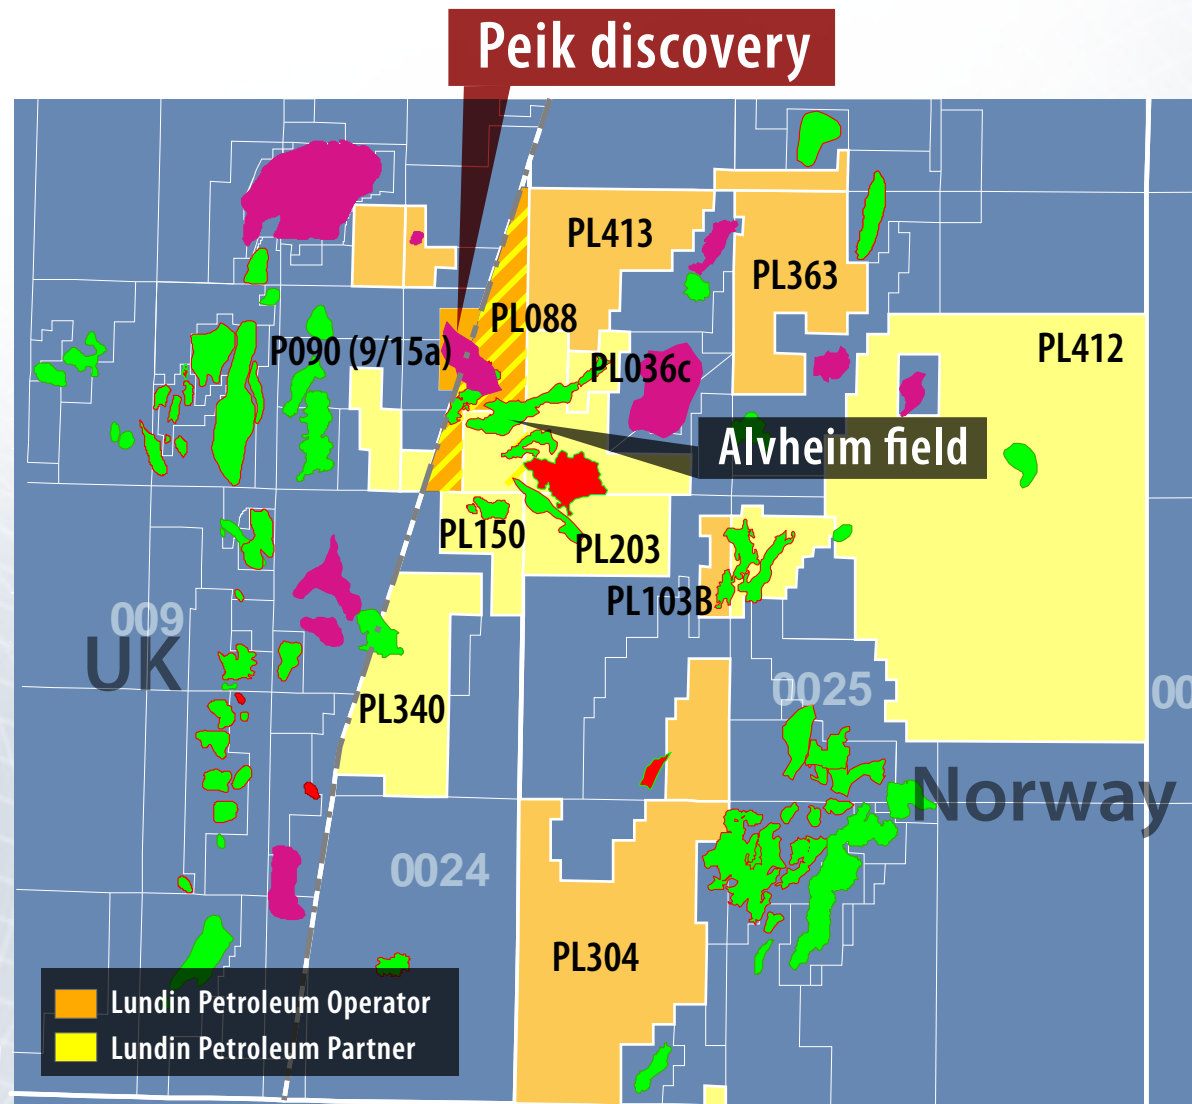 Peik discovery
PL413
PL363
PL088
P090 (9/15a)
PL036c
PL412
Alvheim field
PL150
PL203
PL103B
009
UK
0025
00
PL340
Norway
0024
PL304
Lundin Petroleum Operator
Lundin Petroleum Partner